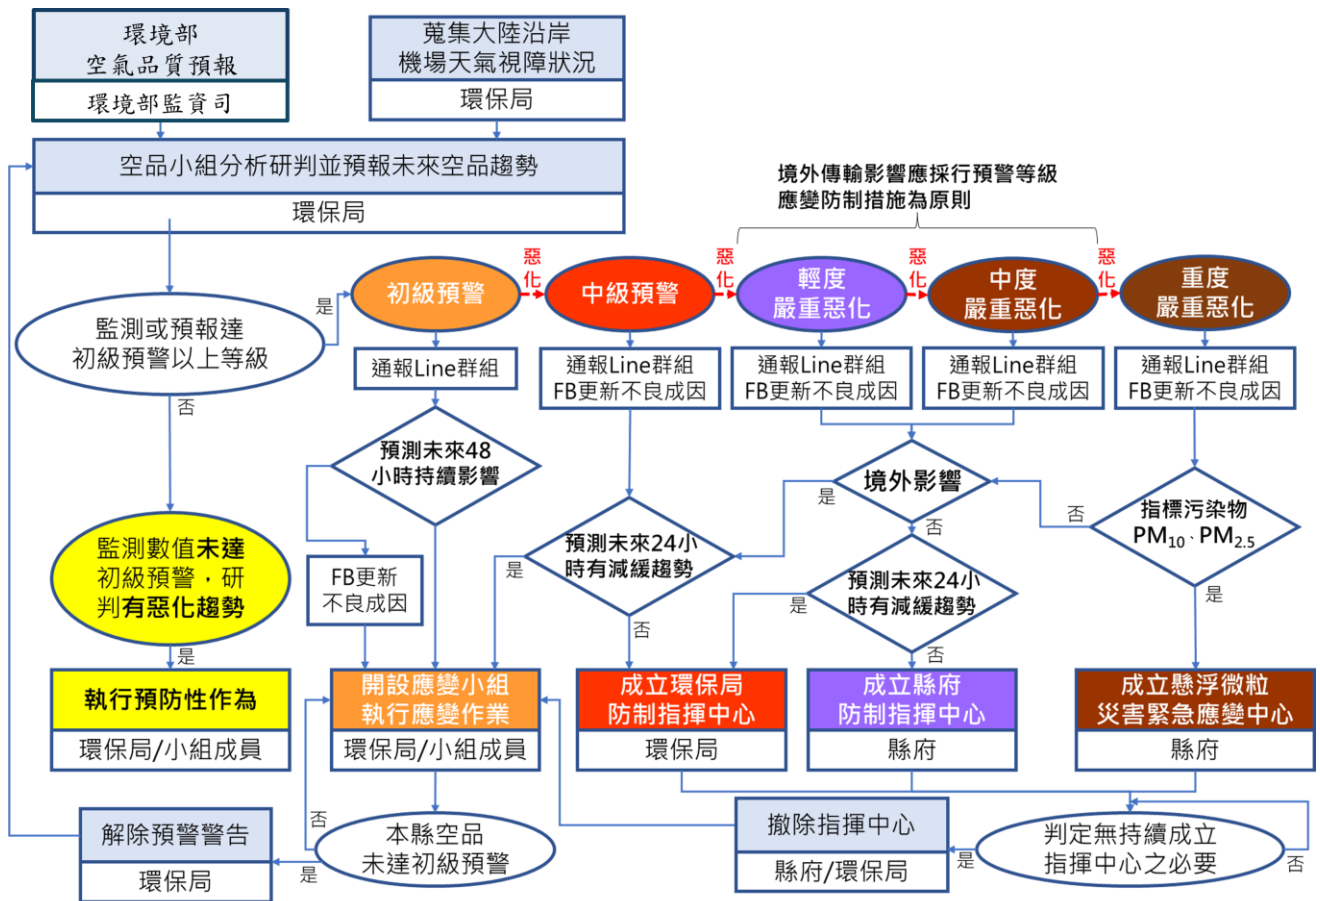 環境部
空氣品質預報
環境部監資司
蒐集大陸沿岸
機場天氣視障狀況
環保局
空品小組分析研判並預報未來空品趨勢
環保局
境外傳輸影響應採行預警等級
應變防制措施為原則
監測或預報達
初級預警以上等級
是
否
初級預警
惡化
中級預警
惡化
輕度
嚴重惡化
惡化
中度
嚴重惡化
惡化
重度
嚴重惡化
通報Line群組
通報Line群組
FB更新不良成因
通報Line群組
FB更新不良成因
通報Line群組
FB更新不良成因
通報Line群組
FB更新不良成因
預測未來48
小時持續影響
境外影響
是
否
指標污染物
PM10、PM2.5
否
是
監測數值未達
初級預警，研
判有惡化趨勢
是
FB更新
不良成因
預測未來24小
時有減緩趨勢
是
否
預測未來24小
時有減緩趨勢
是
否
執行預防性作為
環保局/小組成員
開設應變小組
執行應變作業
環保局/小組成員
成立環保局
防制指揮中心
環保局
成立縣府
防制指揮中心
縣府
成立懸浮微粒
災害緊急應變中心
縣府
解除預警警告
環保局
本縣空品
未達初級預警
否
是
撤除指揮中心
縣府/環保局
判定無持續成立
指揮中心之必要
是
否